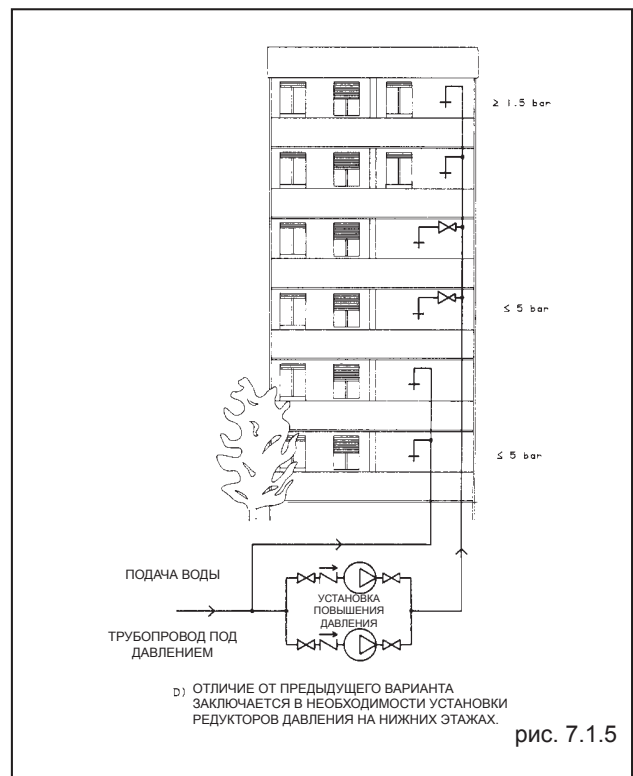 ≥ 1.5 bar
≤ 5 bar
≤ 5 bar
ПОДАЧА ВОДЫ
ТРУБОПРОВОД ПОД
ДАВЛЕНИЕМ
УСТАНОВКА
ПОВЫШЕНИЯ
ДАВЛЕНИЯ
D) ОТЛИЧИЕ ОТ ПРЕДЫДУЩЕГО ВАРИАНТА
ЗАКЛЮЧАЕТСЯ В НЕОБХОДИМОСТИ УСТАНОВКИ
РЕДУКТОРОВ ДАВЛЕНИЯ НА НИЖНИХ ЭТАЖАХ.
рис. 7.1.5